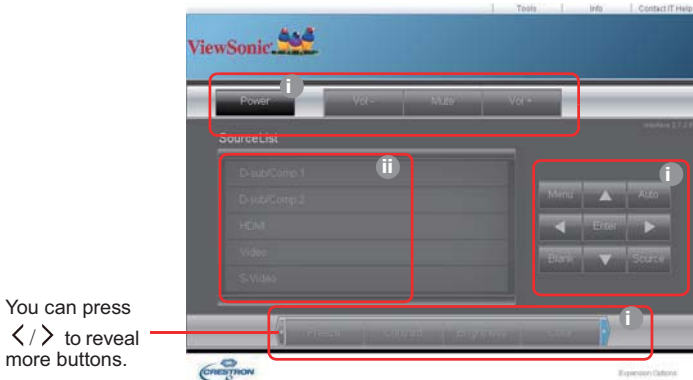 Tools Info Contact IT Help
ViewSonic
i
Power Vol - Mute Vol +
SourceList
ii
i
D-sub/Comp.1
D-sub/Comp.2
HDMI
Video
S-Video
Menu Auto
Enter
Blank Source
i
Freeze Contrast Brightness Color
You can press
< / > to reveal
more buttons.
CRESTRON
Expansion Options